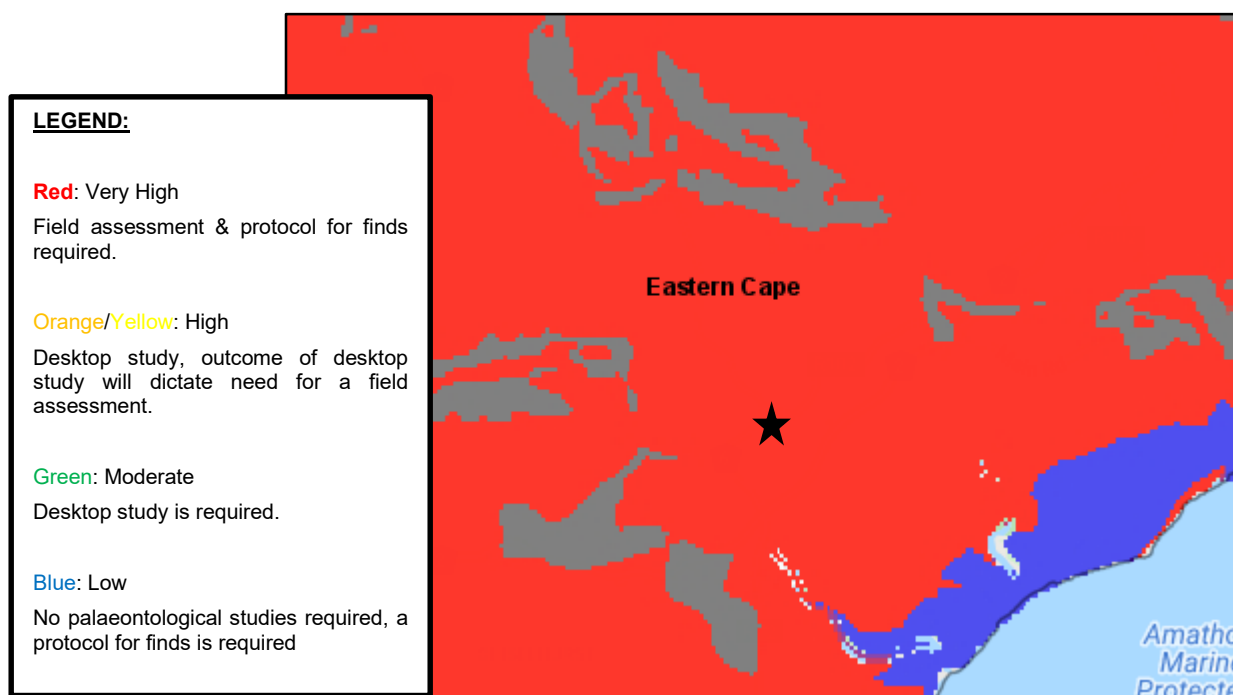 LEGEND:
Red: Very High
Field assessment & protocol for finds
required.
Orange/Yellow: High
Desktop study, outcome of desktop
study will dictate need for a field
assessment.
Green: Moderate
Desktop study is required.
Blue: Low
No palaeontological studies required, a
protocol for finds is required
Eastern Cape
Amatho
Marine
Protecte